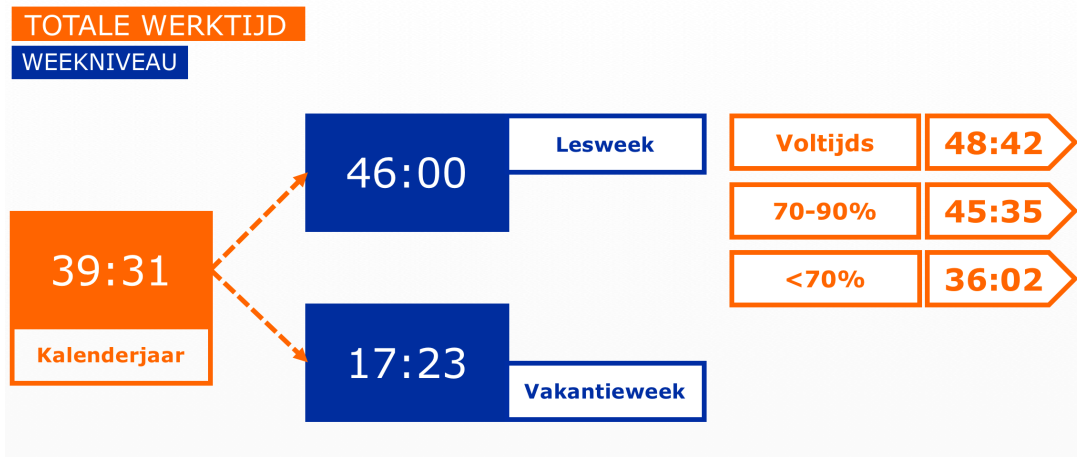 TOTALE WERKTIJD
WEEKNIVEAU
39:31
Kalenderjaar
46:00
Lesweek
17:23
Vakantieweek
Voltijds
48:42
70-90%
45:35
<70%
36:02